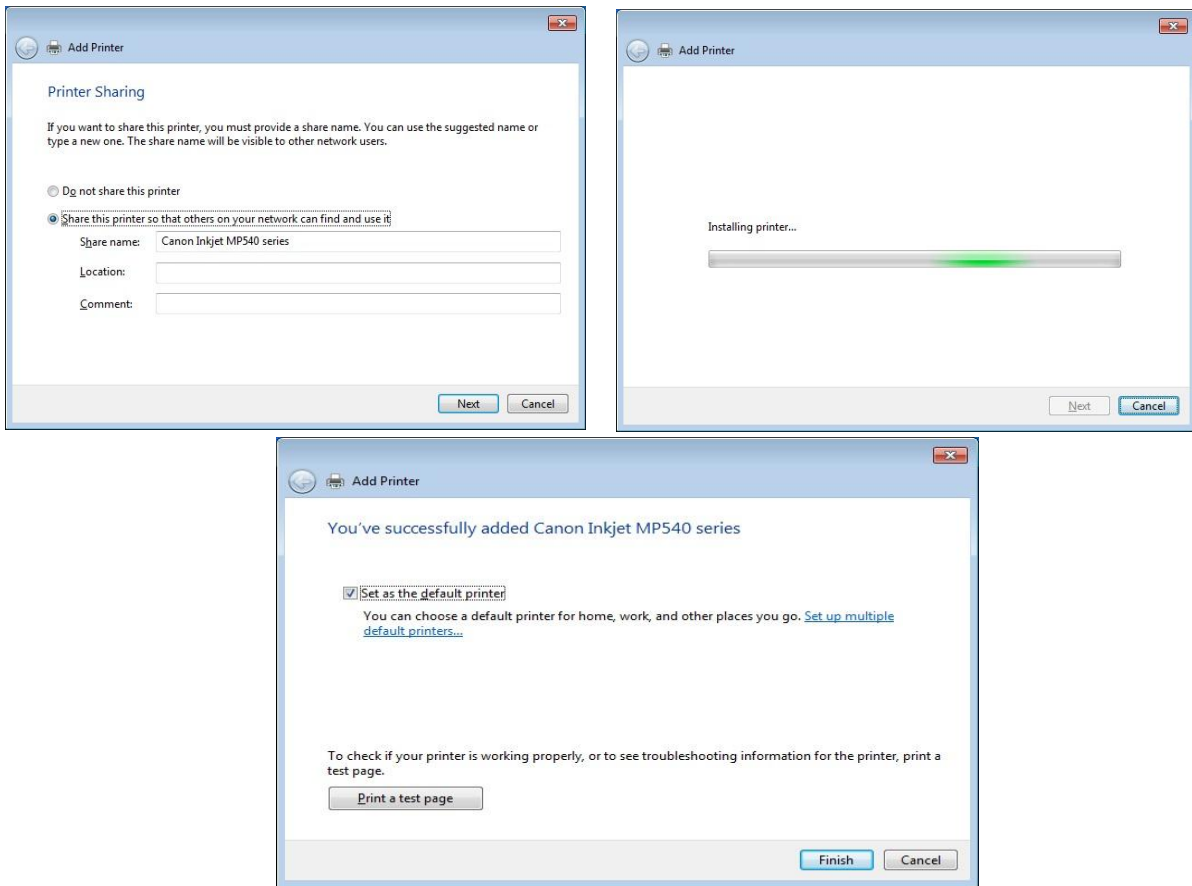 Add Printer
Printer Sharing
If you want to share this printer, you must provide a share name. You can use the suggested name or
type a new one. The share name will be visible to other network users.
Do not share this printer
Share this printer so that others on your network can find and use it
Share name: Canon Inkjet MP540 series
Location:
Comment:
Next Cancel
Add Printer
Installing printer...
Next Cancel
Add Printer
You've successfully added Canon Inkjet MP540 series
Set as the default printer
You can choose a default printer for home, work, and other places you go. Set up multiple
default printers...
To check if your printer is working properly, or to see troubleshooting information for the printer, print a
test page.
Print a test page
Finish Cancel